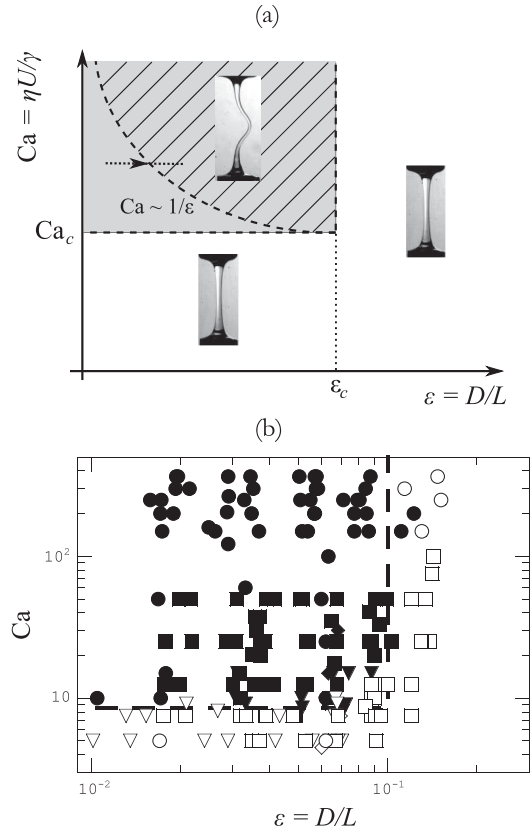 (a)
Ca = ηU/γ
Ca ~ 1/ε
Ca_c
ε_c
ε = D/L
(b)
10^2
Ca
10
10^−2
10^−1
ε = D/L